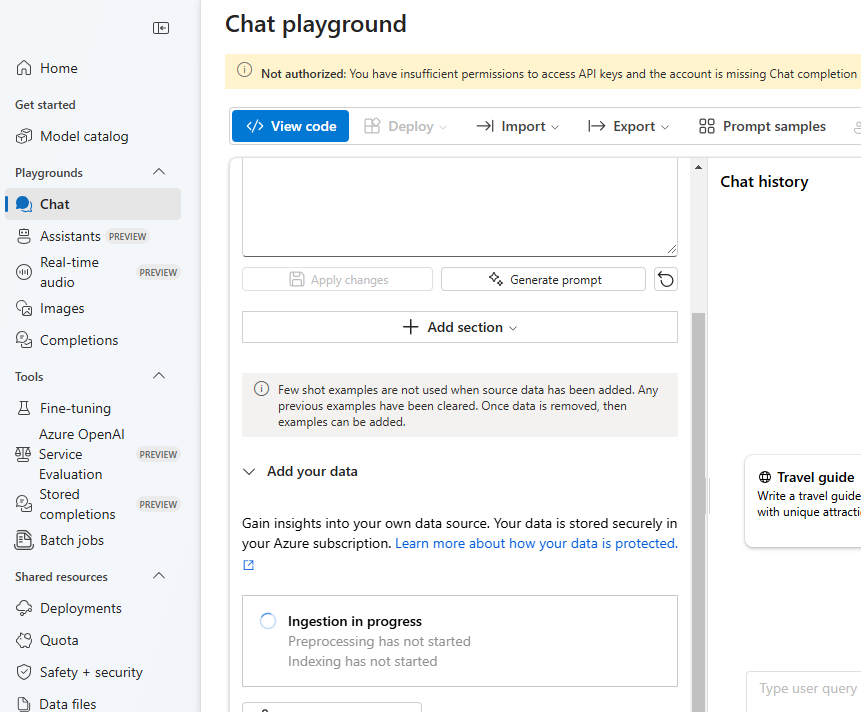 Chat playground
Home
Not authorized: You have insufficient permissions to access API keys and the account is missing Chat completion
Get started
Model catalog
View code
Deploy
Import
Export
Prompt samples
Playgrounds
Chat
Chat history
Assistants PREVIEW
Real-time
audio
PREVIEW
Images
Completions
Apply changes
Generate prompt
Add section
Tools
Fine-tuning
Azure OpenAI
Service
Evaluation
PREVIEW
Stored
completions
PREVIEW
Batch jobs
Few shot examples are not used when source data has been added. Any
previous examples have been cleared. Once data is removed, then
examples can be added.
Add your data
Gain insights into your own data source. Your data is stored securely in
your Azure subscription. Learn more about how your data is protected.
Travel guide
Write a travel guide
with unique attracti
Shared resources
Deployments
Quota
Safety + security
Data files
Ingestion in progress
Preprocessing has not started
Indexing has not started
Type user query